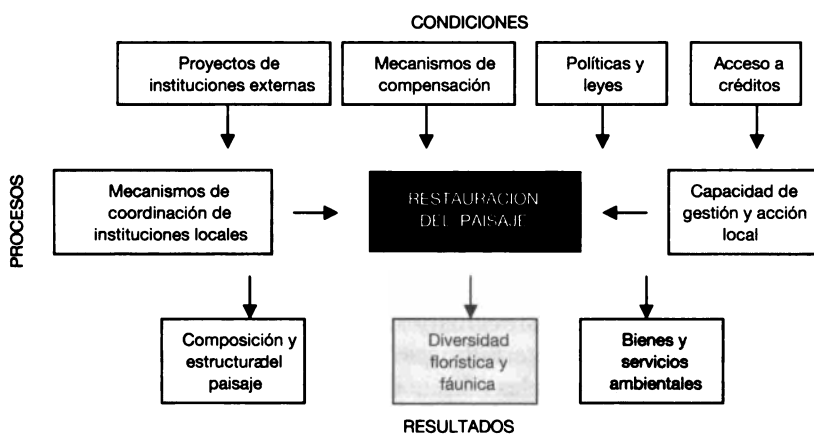 CONDICIONES
Proyectos de
instituciones externas
Mecanismos de
compensación
Políticas y
leyes
Acceso a
créditos
PROCESOS
Mecanismos de
coordinación de
instituciones locales
RESTAURACION
DEL PAISAJE
Capacidad de
gestión y acción
local
Composición y
estructuradel
paisaje
Diversidad
florística y
fáunica
Bienes y
servicios
ambientales
RESULTADOS